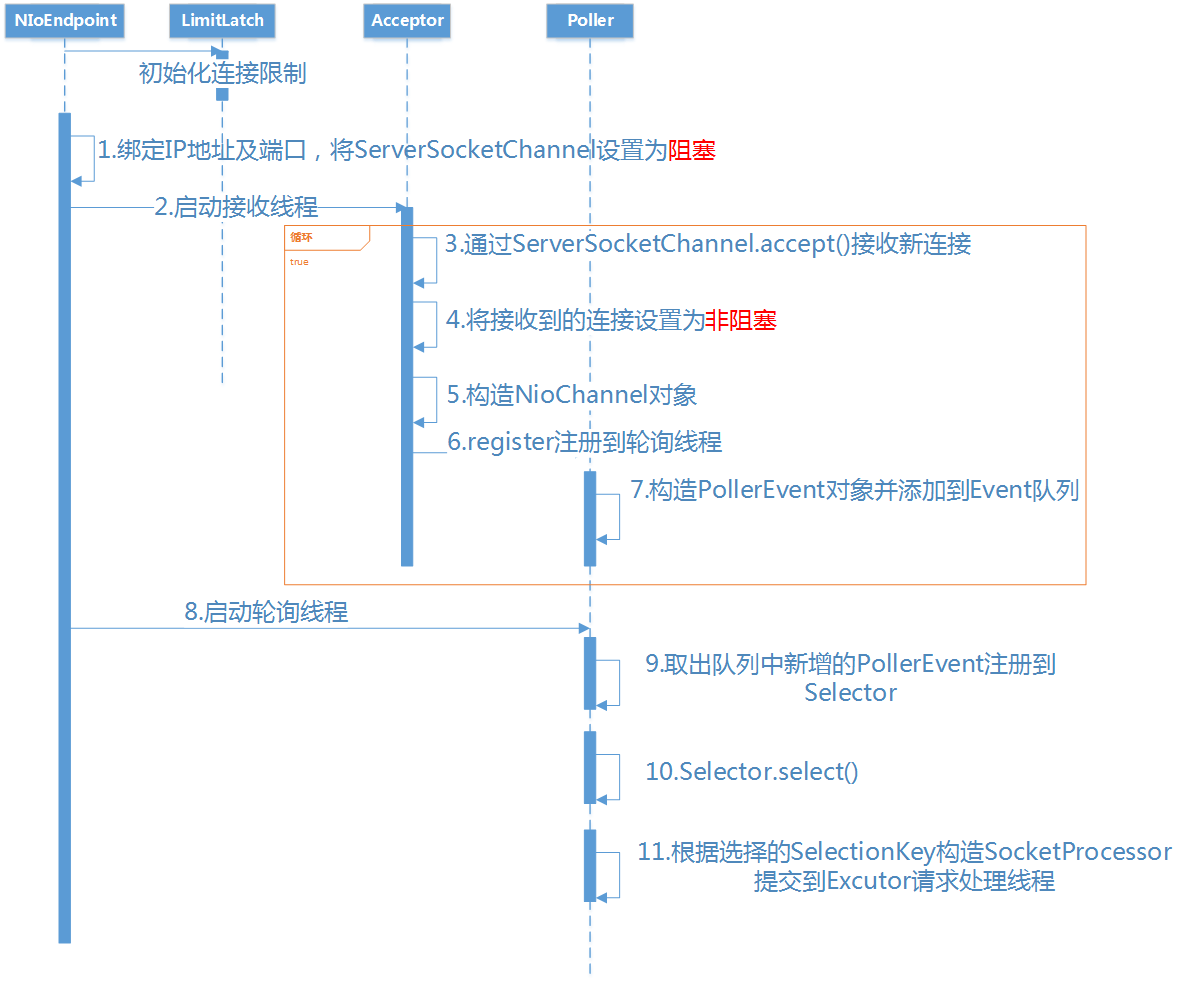 NIoEndpoint
LimitLatch
Acceptor
Poller
初始化连接限制
1.绑定IP地址及端口，将ServerSocketChannel设置为阻塞
2.启动接收线程
循环
true
3.通过ServerSocketChannel.accept()接收新连接
4.将接收到的连接设置为非阻塞
5.构造NioChannel对象
6.register注册到轮询线程
7.构造PollerEvent对象并添加到Event队列
8.启动轮询线程
9.取出队列中新增的PollerEvent注册到
Selector
10.Selector.select()
11.根据选择的SelectionKey构造SocketProcessor
提交到Excutor请求处理线程